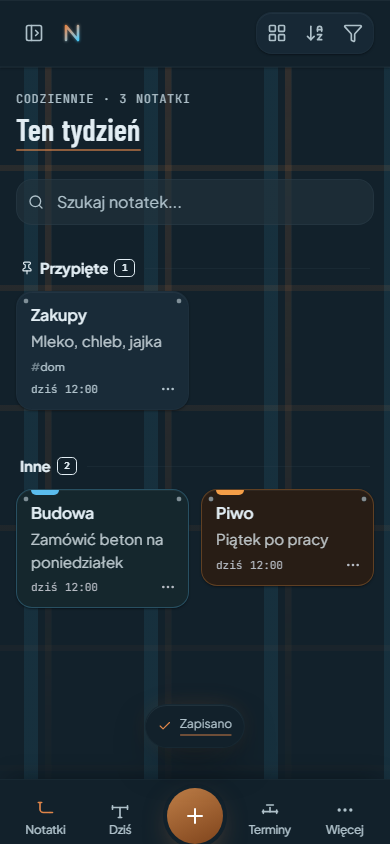 N
CODZIENNIE · 3 NOTATKI
Ten tydzień
Szukaj notatek...
Przypięte 1
Zakupy
Mleko, chleb, jajka
#dom
dziś 12:00
Inne 2
Budowa
Zamówić beton na
poniedziałek
dziś 12:00
Piwo
Piątek po pracy
dziś 12:00
Zapisano
Notatki
Dziś
Terminy
Więcej